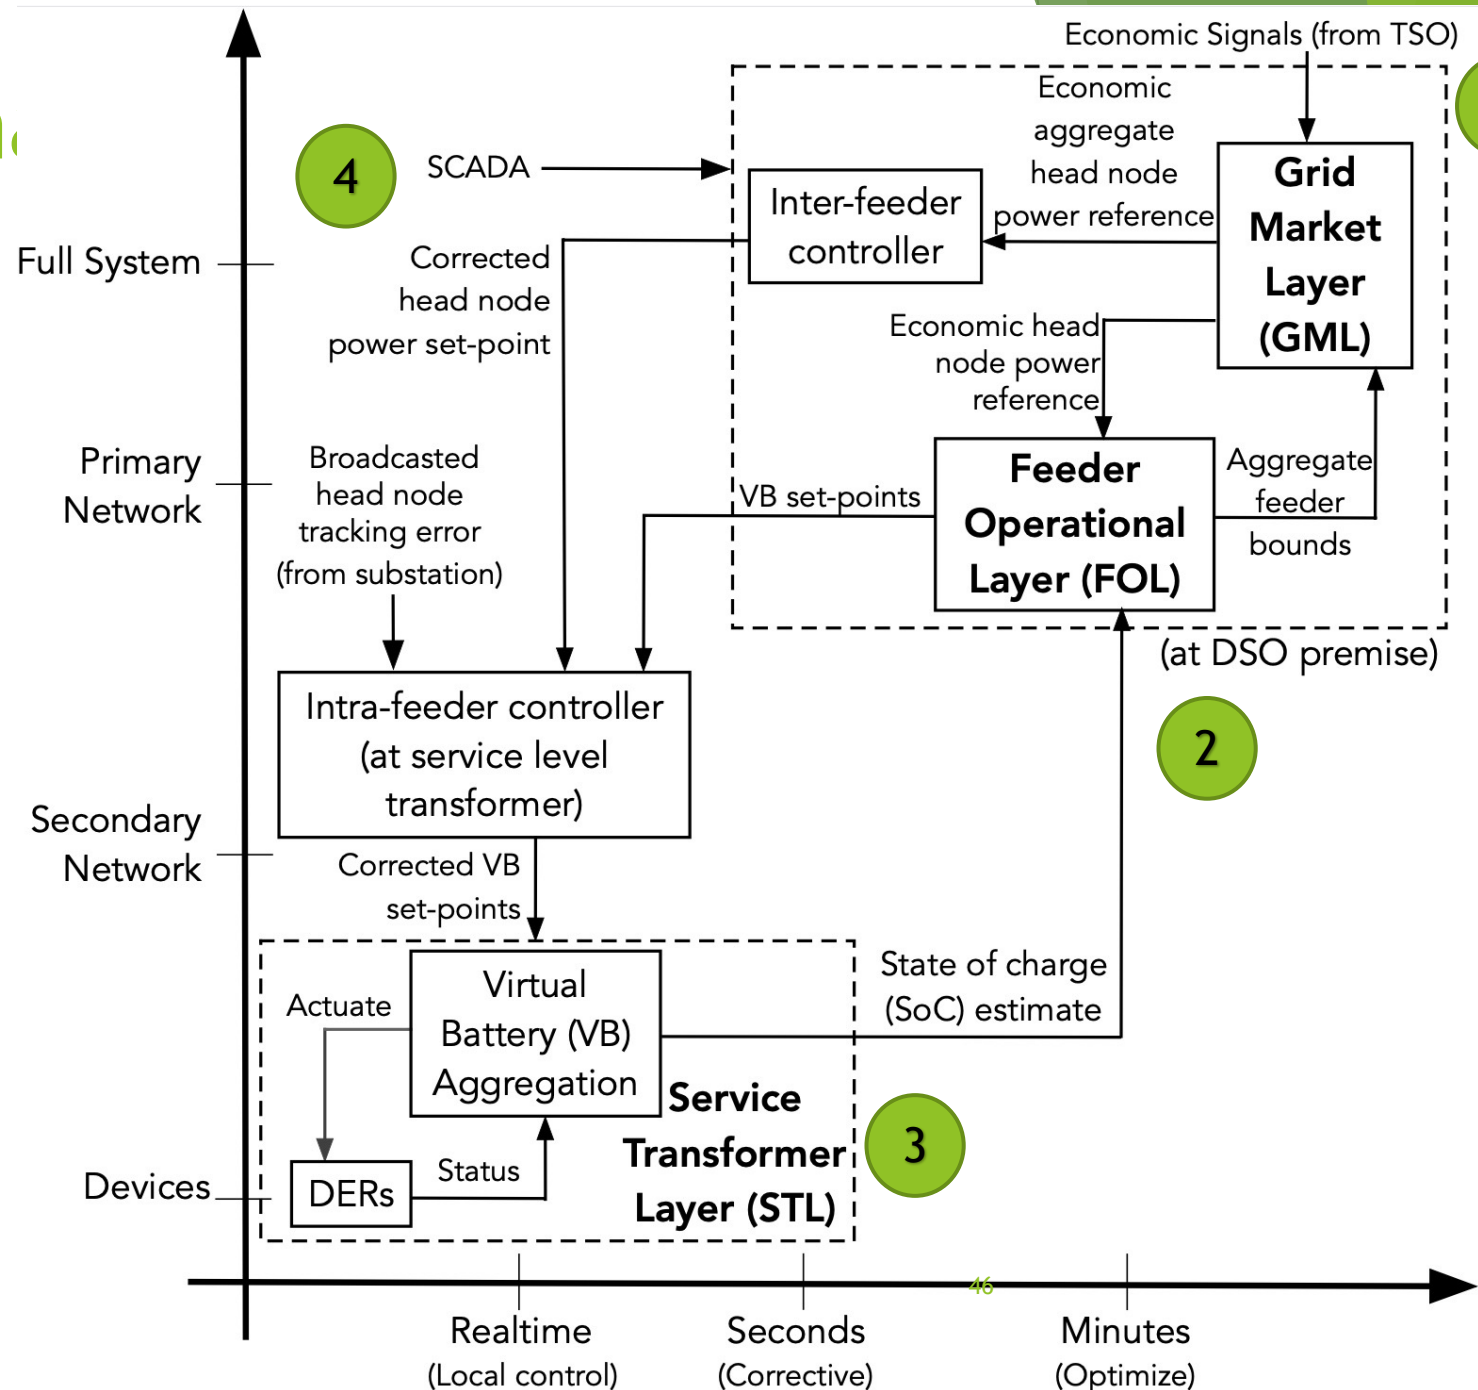 Economic Signals (from TSO)
Economic
aggregate
head node
power reference
4
SCADA
Inter-feeder
controller
Grid
Market
Layer
(GML)
Full System
Corrected
head node
power set-point
Economic head
node power
reference
Primary
Network
Broadcasted
head node
tracking error
(from substation)
VB set-points
Feeder
Operational
Layer (FOL)
Aggregate
feeder
bounds
(at DSO premise)
2
Intra-feeder controller
(at service level
transformer)
Secondary
Network
Corrected VB
set-points
Actuate
Virtual
Battery (VB)
Aggregation
State of charge
(SoC) estimate
Service
Transformer
Layer (STL)
3
Devices
DERs
Status
46
Realtime
(Local control)
Seconds
(Corrective)
Minutes
(Optimize)